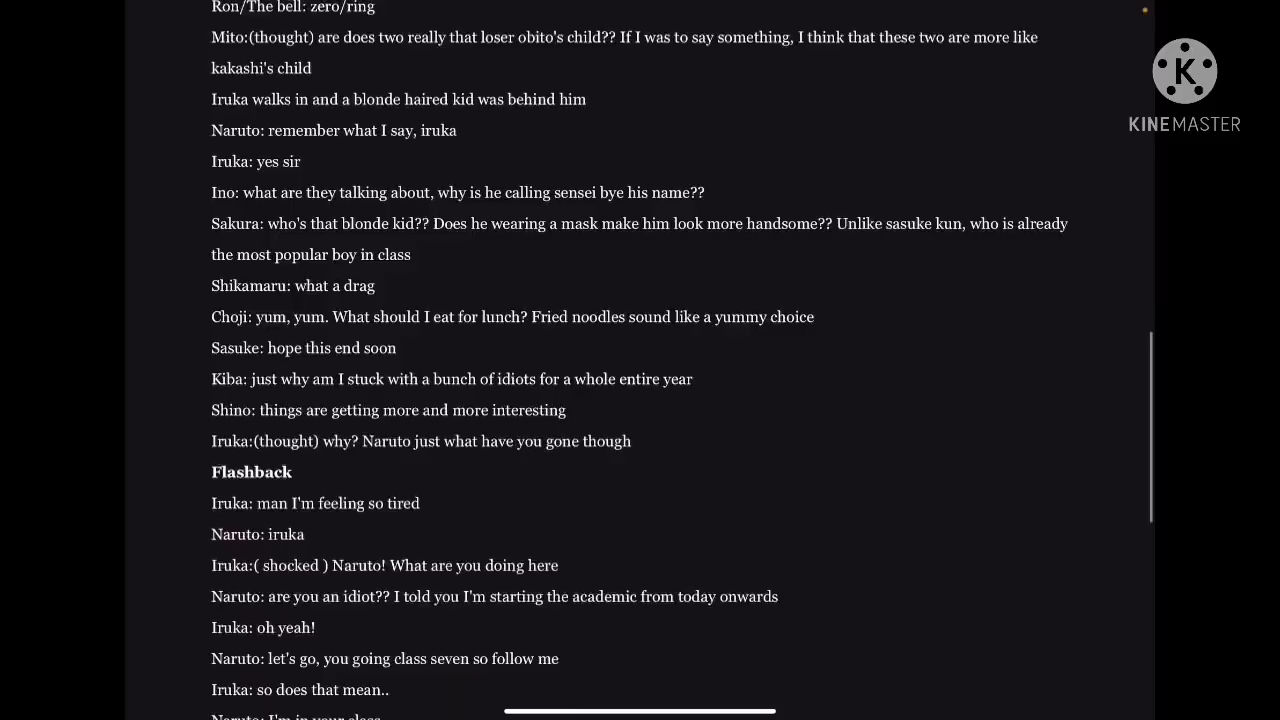 Ron/The bell: zero/ring
Mito:(thought) are does two really that loser obito's child?? If I was to say something, I think that these two are more like
kakashi's child
Iruka walks in and a blonde haired kid was behind him
Naruto: remember what I say, iruka
Iruka: yes sir
Ino: what are they talking about, why is he calling sensei bye his name??
Sakura: who's that blonde kid?? Does he wearing a mask make him look more handsome?? Unlike sasuke kun, who is already
the most popular boy in class
Shikamaru: what a drag
Choji: yum, yum. What should I eat for lunch? Fried noodles sound like a yummy choice
Sasuke: hope this end soon
Kiba: just why am I stuck with a bunch of idiots for a whole entire year
Shino: things are getting more and more interesting
Iruka:(thought) why? Naruto just what have you gone though
Flashback
Iruka: man I'm feeling so tired
Naruto: iruka
Iruka:( shocked ) Naruto! What are you doing here
Naruto: are you an idiot?? I told you I'm starting the academic from today onwards
Iruka: oh yeah!
Naruto: let's go, you going class seven so follow me
Iruka: so does that mean..
Naruto: I'm in your class
K
KINEMASTER